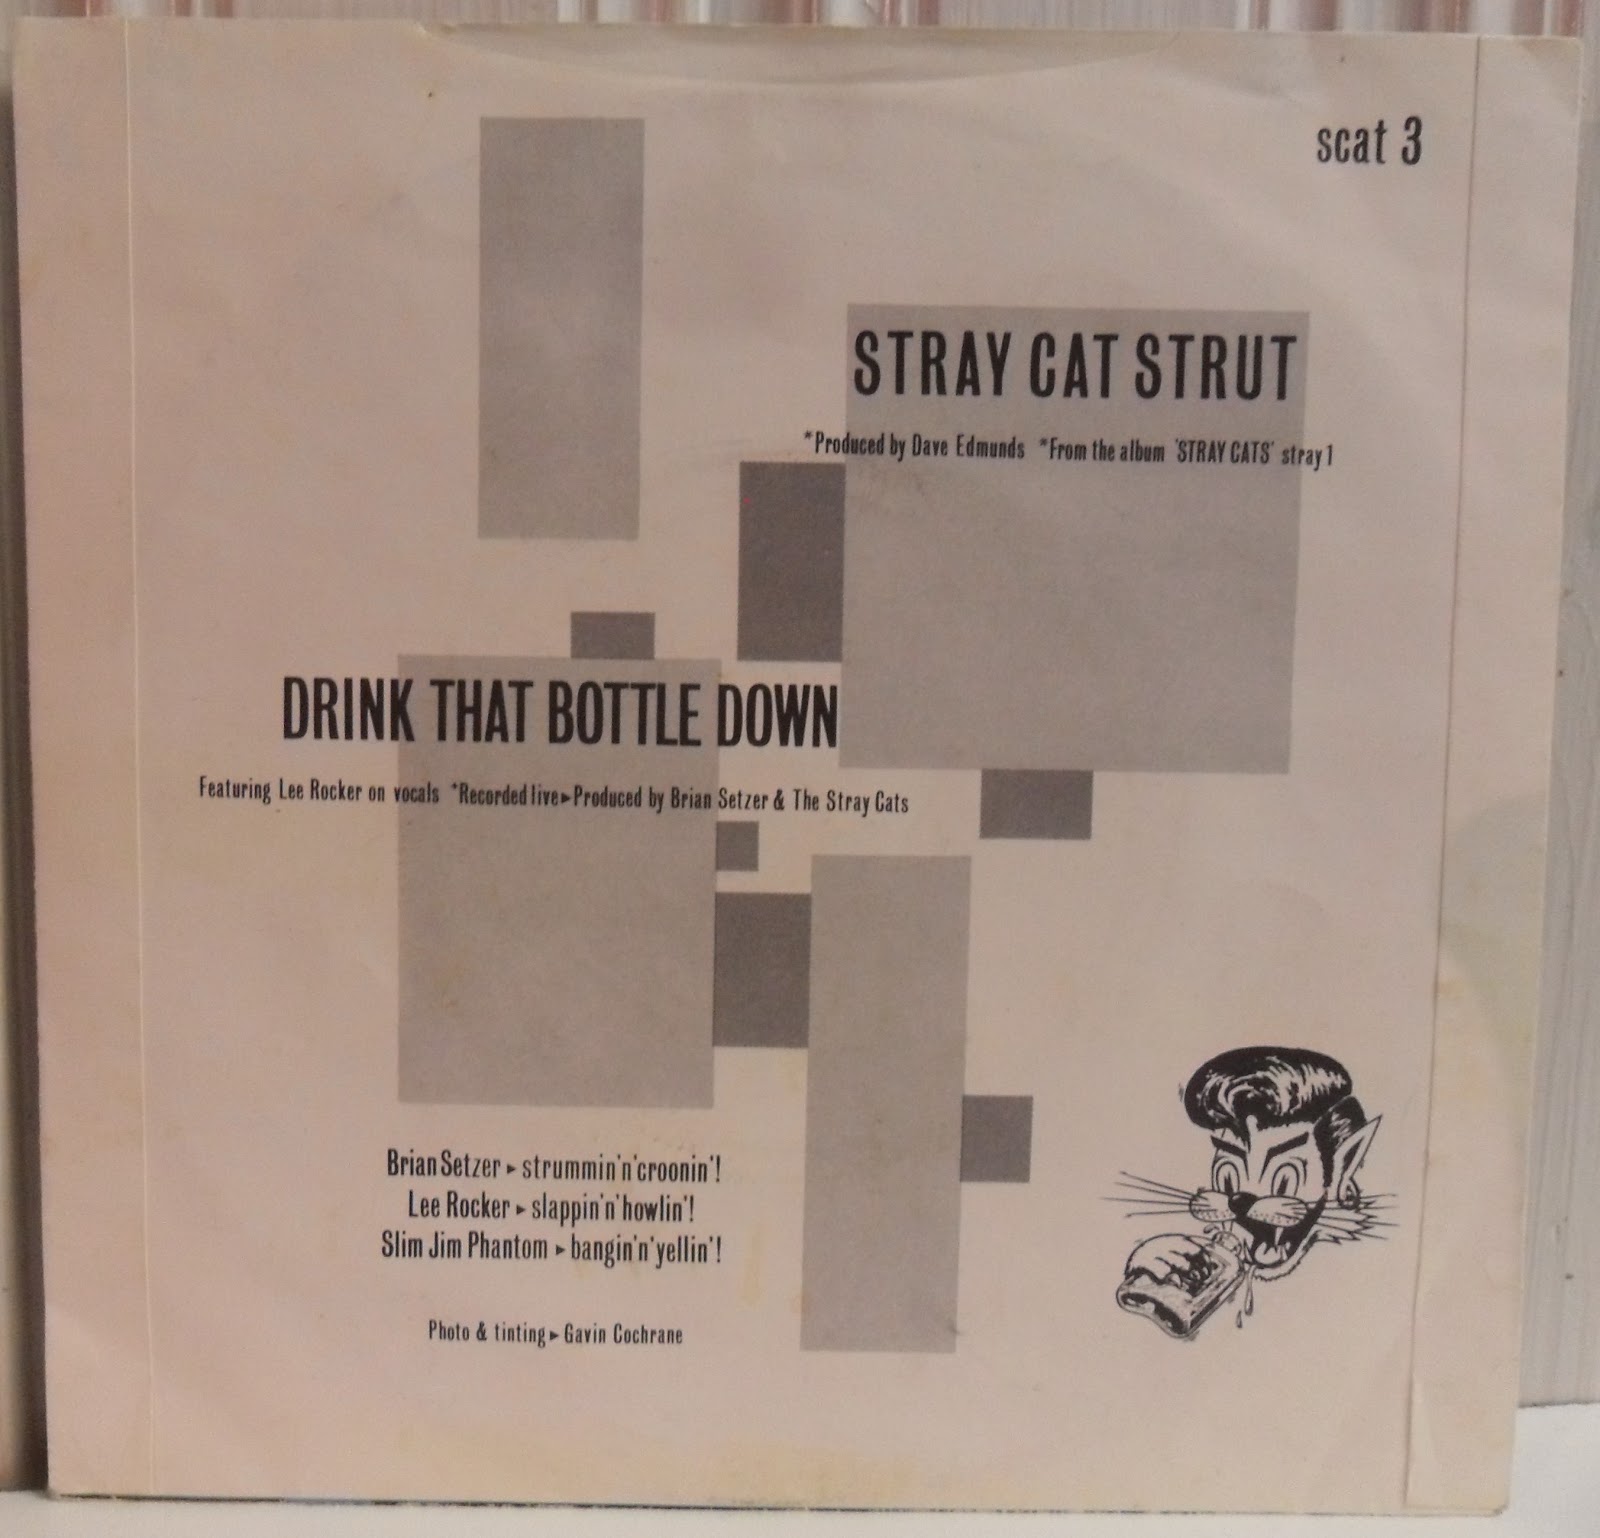 scat 3
STRAY CAT STRUT
*Produced by Dave Edmunds *From the album 'STRAY CATS' stray 1
DRINK THAT BOTTLE DOWN
Featuring Lee Rocker on vocals *Recorded live▸Produced by Brian Setzer & The Stray Cats
Brian Setzer ▸ strummin'n'croonin'!
Lee Rocker ▸ slappin'n'howlin'!
Slim Jim Phantom ▸ bangin'n'yellin'!
Photo & tinting▸ Gavin Cochrane